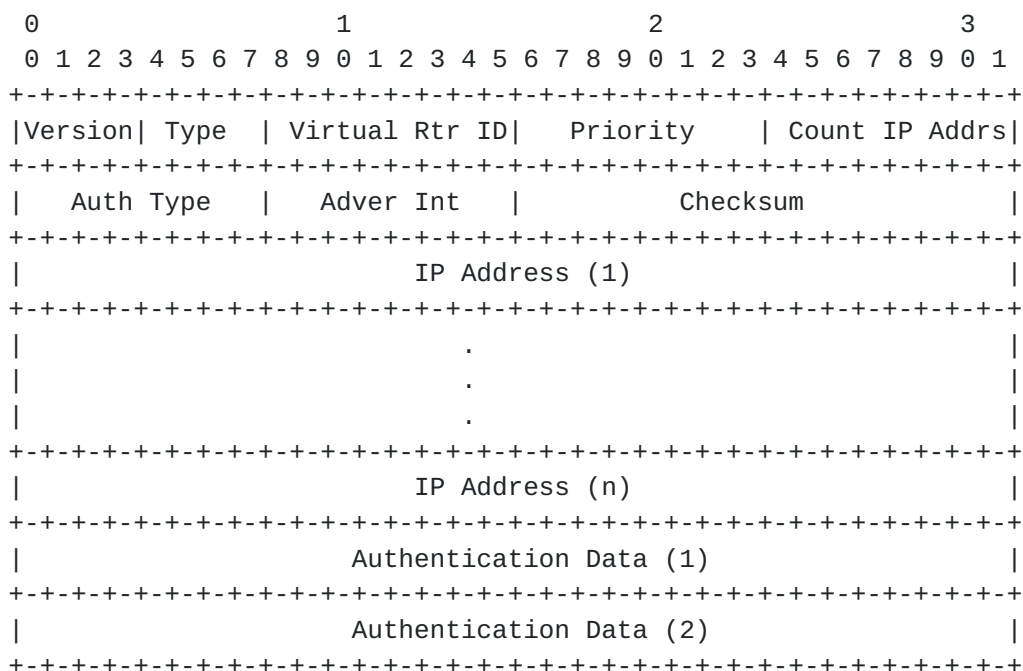 0                   1                   2                   3
 0 1 2 3 4 5 6 7 8 9 0 1 2 3 4 5 6 7 8 9 0 1 2 3 4 5 6 7 8 9 0 1
+-+-+-+-+-+-+-+-+-+-+-+-+-+-+-+-+-+-+-+-+-+-+-+-+-+-+-+-+-+-+-+-+
|Version| Type  | Virtual Rtr ID|   Priority    | Count IP Addrs|
+-+-+-+-+-+-+-+-+-+-+-+-+-+-+-+-+-+-+-+-+-+-+-+-+-+-+-+-+-+-+-+-+
|   Auth Type   |   Adver Int   |          Checksum             |
+-+-+-+-+-+-+-+-+-+-+-+-+-+-+-+-+-+-+-+-+-+-+-+-+-+-+-+-+-+-+-+-+
|                         IP Address (1)                        |
+-+-+-+-+-+-+-+-+-+-+-+-+-+-+-+-+-+-+-+-+-+-+-+-+-+-+-+-+-+-+-+-+
|                            .                                  |
|                            .                                  |
|                            .                                  |
+-+-+-+-+-+-+-+-+-+-+-+-+-+-+-+-+-+-+-+-+-+-+-+-+-+-+-+-+-+-+-+-+
|                         IP Address (n)                        |
+-+-+-+-+-+-+-+-+-+-+-+-+-+-+-+-+-+-+-+-+-+-+-+-+-+-+-+-+-+-+-+-+
|                     Authentication Data (1)                   |
+-+-+-+-+-+-+-+-+-+-+-+-+-+-+-+-+-+-+-+-+-+-+-+-+-+-+-+-+-+-+-+-+
|                     Authentication Data (2)                   |
+-+-+-+-+-+-+-+-+-+-+-+-+-+-+-+-+-+-+-+-+-+-+-+-+-+-+-+-+-+-+-+-+